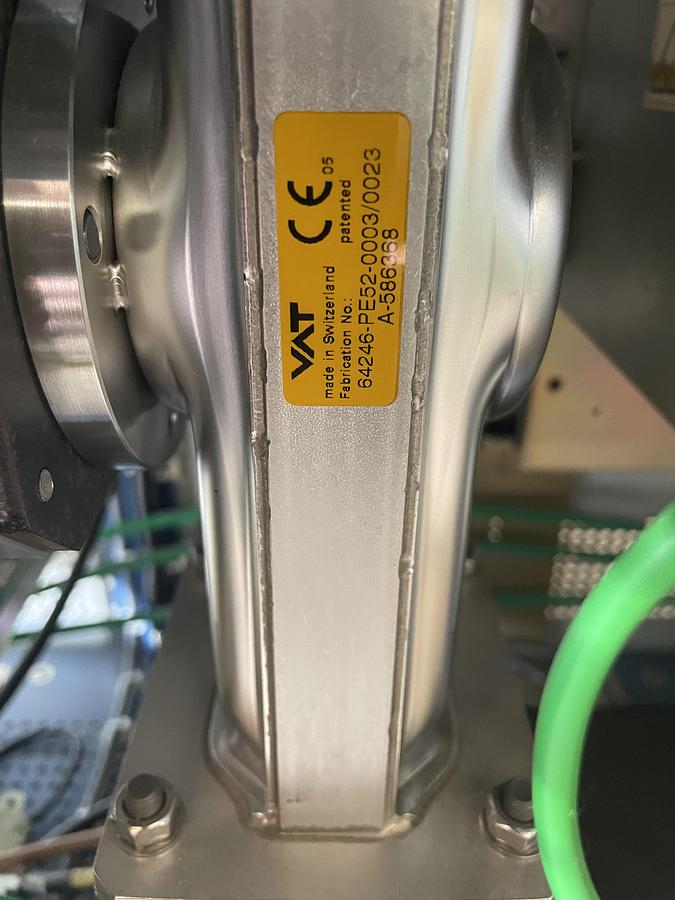 VAT CE 05
made in Switzerland patented
Fabrication No.:
64246-PE52-0003/0023
A-586368